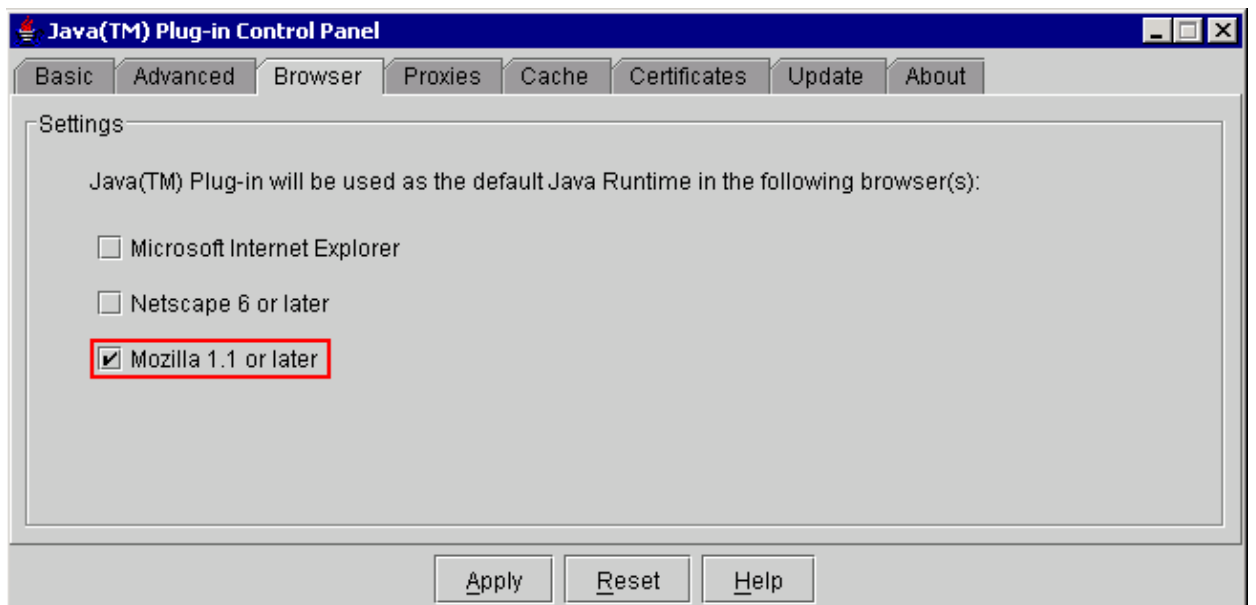 Java(TM) Plug-in Control Panel
Basic Advanced Browser Proxies Cache Certificates Update About
Settings
Java(TM) Plug-in will be used as the default Java Runtime in the following browser(s):
Microsoft Internet Explorer
Netscape 6 or later
Mozilla 1.1 or later
Apply Reset Help